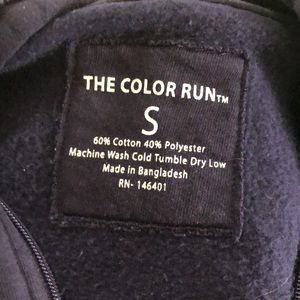 THE COLOR RUN™
S
60% Cotton 40% Polyester
Machine Wash Cold Tumble Dry Low
Made in Bangladesh
RN- 146401